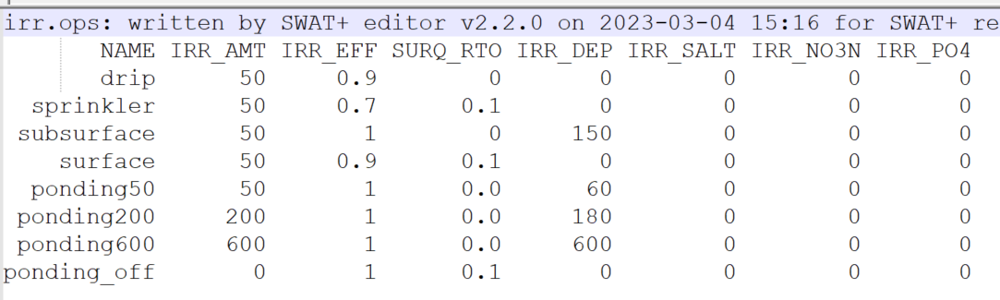 irr.ops: written by SWAT+ editor v2.2.0 on 2023-03-04 15:16 for SWAT+ re
NAME IRR_AMT IRR_EFF SURQ_RTO IRR_DEP IRR_SALT IRR_NO3N IRR_PO4
drip 50 0.9 0 0 0 0 0
sprinkler 50 0.7 0.1 0 0 0 0
subsurface 50 1 0 150 0 0 0
surface 50 0.9 0.1 0 0 0 0
ponding50 50 1 0.0 60 0 0 0
ponding200 200 1 0.0 180 0 0 0
ponding600 600 1 0.0 600 0 0 0
ponding_off 0 1 0.1 0 0 0 0